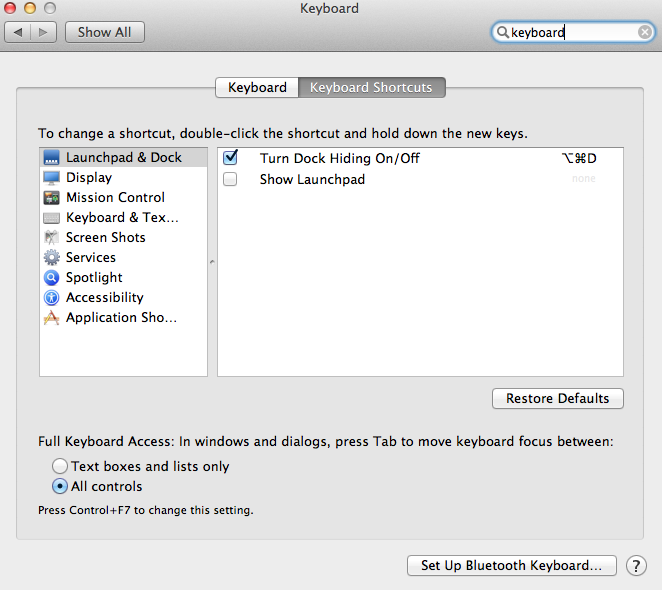 Keyboard
Show All
keyboard
Keyboard
Keyboard Shortcuts
To change a shortcut, double-click the shortcut and hold down the new keys.
Launchpad & Dock
Display
Mission Control
Keyboard & Tex...
Screen Shots
Services
Spotlight
Accessibility
Application Sho...
Turn Dock Hiding On/Off ⌥⌘D
Show Launchpad none
Restore Defaults
Full Keyboard Access: In windows and dialogs, press Tab to move keyboard focus between:
Text boxes and lists only
All controls
Press Control+F7 to change this setting.
Set Up Bluetooth Keyboard...
?